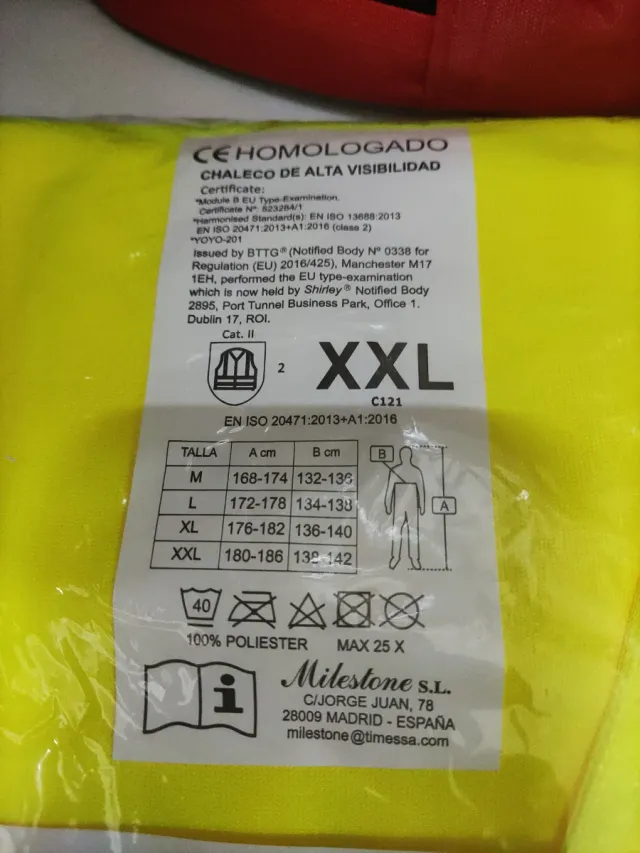 CE HOMOLOGADO
CHALECO DE ALTA VISIBILIDAD
Certificate:
*Module B EU Type-Examination.
Certificate Nº: 823284/1
*Harmonised Standard(s): EN ISO 13688:2013
EN ISO 20471:2013+A1:2016 (clase 2)
*YOYO-201
Issued by BTTG® (Notified Body Nº 0338 for
Regulation (EU) 2016/425), Manchester M17
1EH, performed the EU type-examination
which is now held by Shirley® Notified Body
2895, Port Tunnel Business Park, Office 1.
Dublin 17, ROI.
Cat. II
2
XXL
C121
EN ISO 20471:2013+A1:2016
TALLA A cm B cm
M 168-174 132-136
L 172-178 134-138
XL 176-182 136-140
XXL 180-186 138-142
B
A
40
100% POLIESTER MAX 25 X
i
Milestone S.L.
C/JORGE JUAN, 78
28009 MADRID - ESPAÑA
milestone@timessa.com